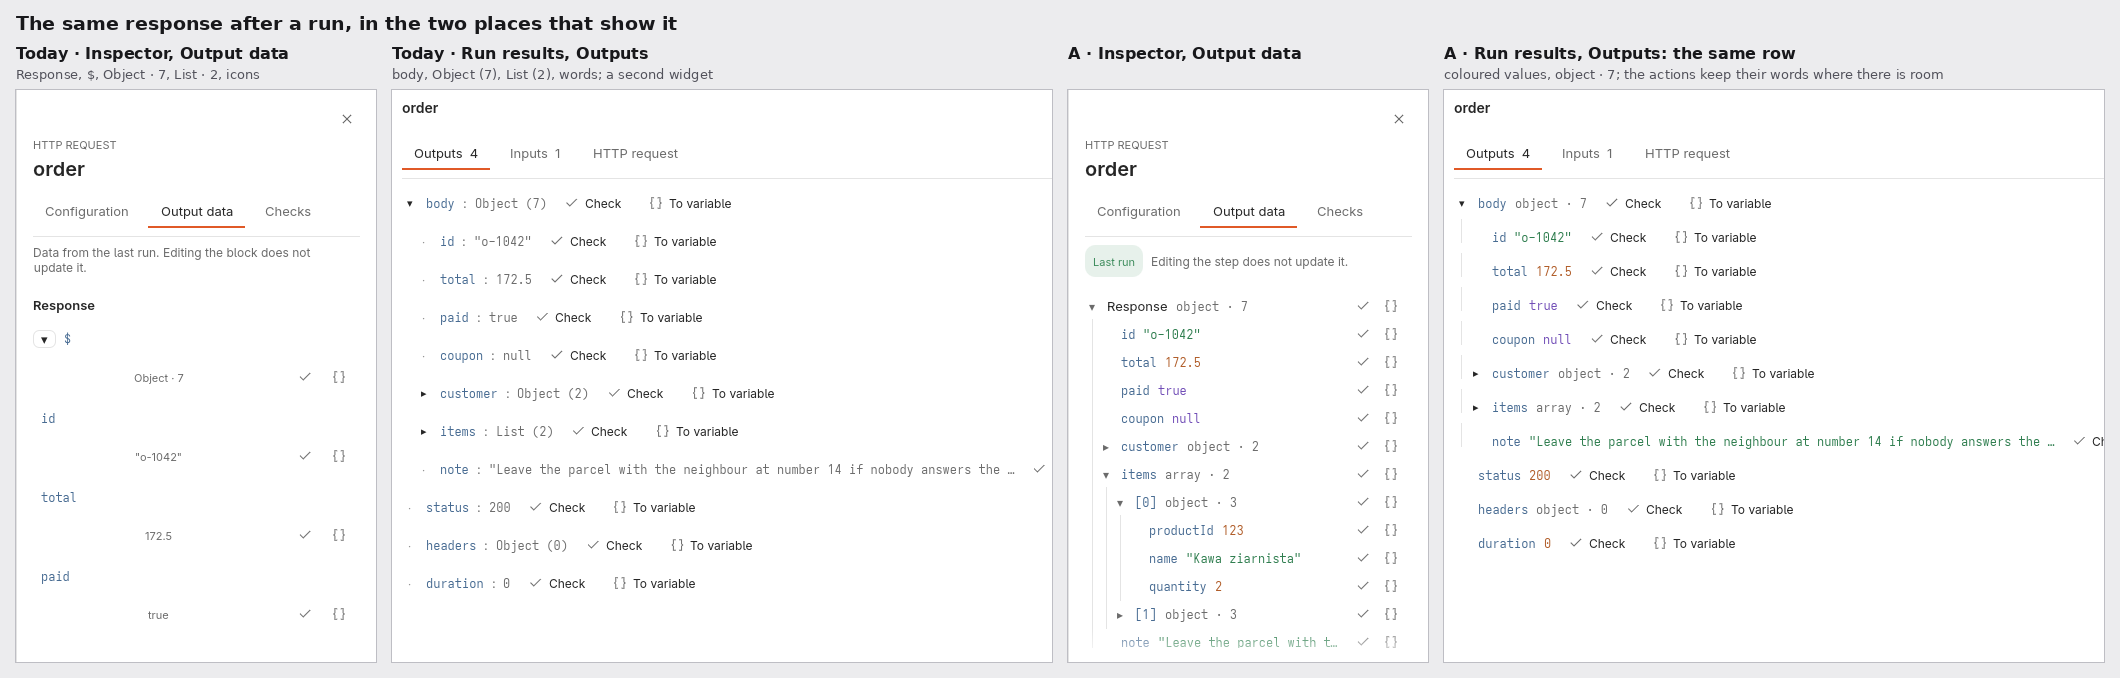 The same response after a run, in the two places that show it
Today · Inspector, Output data
Response, $, Object · 7, List · 2, icons
HTTP REQUEST
order
Configuration Output data Checks
Data from the last run. Editing the block does not
update it.
Response
▾ $
Object · 7 ✓ {}
id
"o-1042" ✓ {}
total
172.5 ✓ {}
paid
true ✓ {}
Today · Run results, Outputs
body, Object (7), List (2), words; a second widget
order
Outputs 4 Inputs 1 HTTP request
▾ body : Object (7) ✓ Check {} To variable
· id : "o-1042" ✓ Check {} To variable
· total : 172.5 ✓ Check {} To variable
· paid : true ✓ Check {} To variable
· coupon : null ✓ Check {} To variable
▸ customer : Object (2) ✓ Check {} To variable
▸ items : List (2) ✓ Check {} To variable
· note : "Leave the parcel with the neighbour at number 14 if nobody answers the … ✓
· status : 200 ✓ Check {} To variable
· headers : Object (0) ✓ Check {} To variable
· duration : 0 ✓ Check {} To variable
A · Inspector, Output data
HTTP REQUEST
order
Configuration Output data Checks
Last run Editing the step does not update it.
▾ Response object · 7 ✓ {}
id "o-1042" ✓ {}
total 172.5 ✓ {}
paid true ✓ {}
coupon null ✓ {}
▸ customer object · 2 ✓ {}
▾ items array · 2 ✓ {}
▾ [0] object · 3 ✓ {}
productId 123 ✓ {}
name "Kawa ziarnista" ✓ {}
quantity 2 ✓ {}
▸ [1] object · 3 ✓ {}
note "Leave the parcel with t… ✓ {}
A · Run results, Outputs: the same row
coloured values, object · 7; the actions keep their words where there is room
order
Outputs 4 Inputs 1 HTTP request
▾ body object · 7 ✓ Check {} To variable
id "o-1042" ✓ Check {} To variable
total 172.5 ✓ Check {} To variable
paid true ✓ Check {} To variable
coupon null ✓ Check {} To variable
▸ customer object · 2 ✓ Check {} To variable
▸ items array · 2 ✓ Check {} To variable
note "Leave the parcel with the neighbour at number 14 if nobody answers the … ✓ Ch
status 200 ✓ Check {} To variable
headers object · 0 ✓ Check {} To variable
duration 0 ✓ Check {} To variable